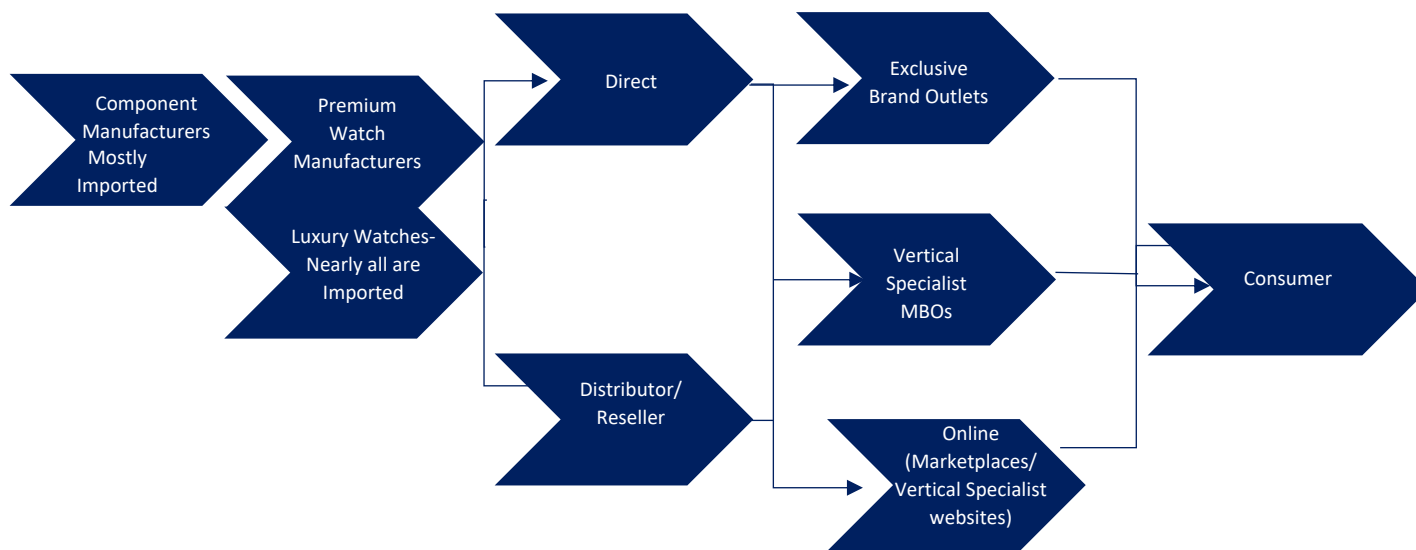 Component
Manufacturers
Mostly
Imported
Premium
Watch
Manufacturers
Luxury Watches-
Nearly all are
Imported
Direct
Distributor/
Reseller
Exclusive
Brand Outlets
Vertical
Specialist
MBOs
Online
(Marketplaces/
Vertical Specialist
websites)
Consumer